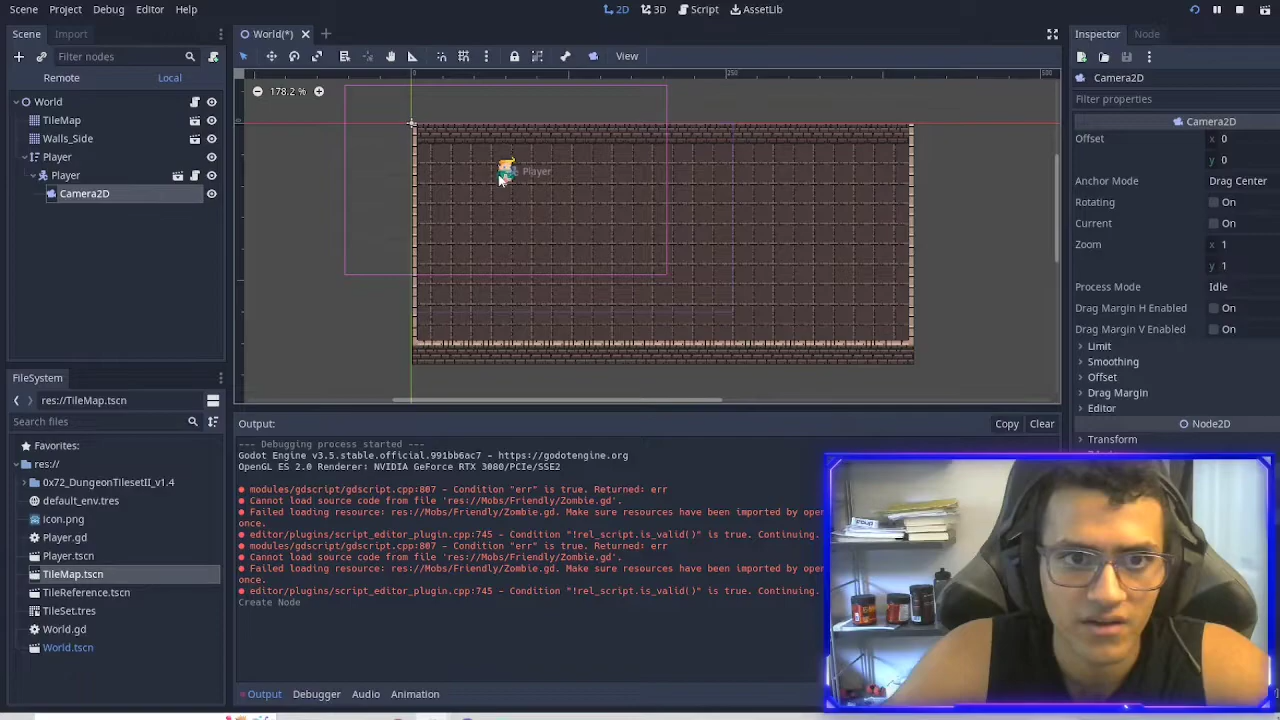 Scene Project Debug Editor Help
2D 3D Script AssetLib
Scene Import
World(*)
Inspector Node
Filter nodes
View
Remote Local
0 250 500
178.2 %
Camera2D
Filter properties
World
TileMap
Walls_Side
Player
Player
Camera2D
Player
Camera2D
Offset x 0
y 0
Anchor Mode Drag Center
Rotating On
Current On
Zoom x 1
y 1
Process Mode Idle
Drag Margin H Enabled On
Drag Margin V Enabled On
Limit
Smoothing
Offset
Drag Margin
Editor
Node2D
Transform
FileSystem
res://TileMap.tscn
Search files
Favorites:
res://
0x72_DungeonTilesetII_v1.4
default_env.tres
icon.png
Player.gd
Player.tscn
TileMap.tscn
TileReference.tscn
TileSet.tres
World.gd
World.tscn
Output:
Copy Clear
--- Debugging process started ---
Godot Engine v3.5.stable.official.991bb6ac7 - https://godotengine.org
OpenGL ES 2.0 Renderer: NVIDIA GeForce RTX 3080/PCIe/SSE2
modules/gdscript/gdscript.cpp:807 - Condition "err" is true. Returned: err
Cannot load source code from file 'res://Mobs/Friendly/Zombie.gd'.
Failed loading resource: res://Mobs/Friendly/Zombie.gd. Make sure resources have been imported by open
once.
editor/plugins/script_editor_plugin.cpp:745 - Condition "!rel_script.is_valid()" is true. Continuing.
modules/gdscript/gdscript.cpp:807 - Condition "err" is true. Returned: err
Cannot load source code from file 'res://Mobs/Friendly/Zombie.gd'.
Failed loading resource: res://Mobs/Friendly/Zombie.gd. Make sure resources have been imported by open
once.
editor/plugins/script_editor_plugin.cpp:745 - Condition "!rel_script.is_valid()" is true. Continuing.
Create Node
Output Debugger Audio Animation